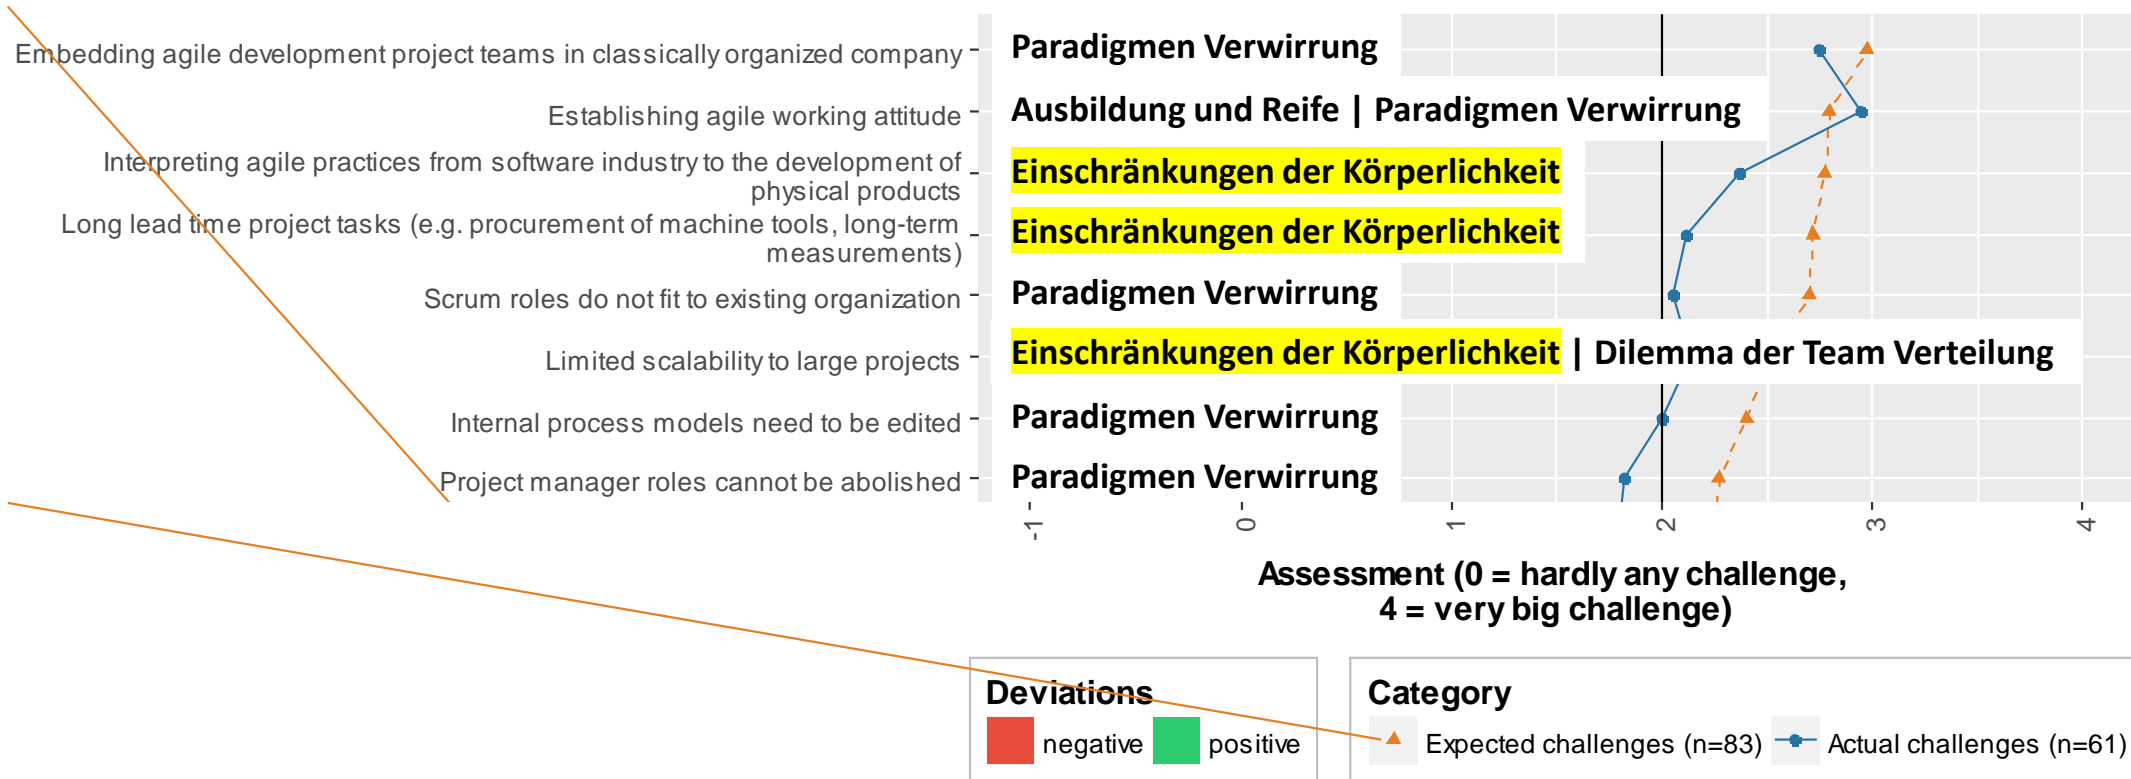 Embedding agile development project teams in classically organized company
Paradigmen Verwirrung
Establishing agile working attitude
Ausbildung und Reife | Paradigmen Verwirrung
Interpreting agile practices from software industry to the development of
physical products
Einschränkungen der Körperlichkeit
Long lead time project tasks (e.g. procurement of machine tools, long-term
measurements)
Einschränkungen der Körperlichkeit
Scrum roles do not fit to existing organization
Paradigmen Verwirrung
Limited scalability to large projects
Einschränkungen der Körperlichkeit | Dilemma der Team Verteilung
Internal process models need to be edited
Paradigmen Verwirrung
Project manager roles cannot be abolished
Paradigmen Verwirrung
-1 0 1 2 3 4
Assessment (0 = hardly any challenge,
4 = very big challenge)
Deviations
negative positive
Category
Expected challenges (n=83) Actual challenges (n=61)